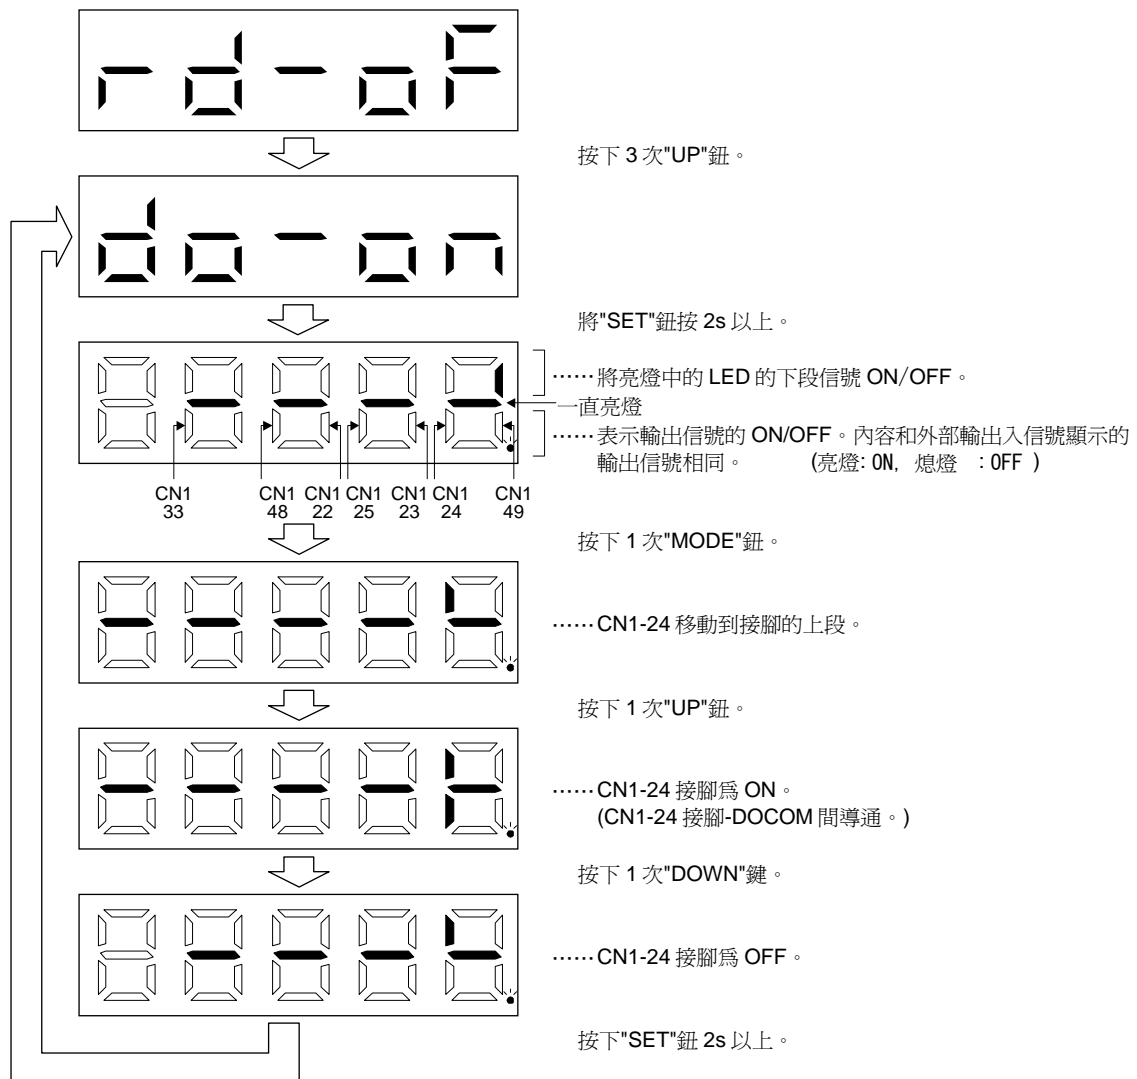 rd-oF
按下 3 次"UP"鈕。
do-on
將"SET"鈕按 2s 以上。
……將亮燈中的 LED 的下段信號 ON/OFF。
一直亮燈
……表示輸出信號的 ON/OFF。內容和外部輸出入信號顯示的
輸出信號相同。 (亮燈: ON, 熄燈 : OFF )
CN1 CN1 CN1 CN1 CN1 CN1 CN1
33 48 22 25 23 24 49
按下 1 次"MODE"鈕。
……CN1-24 移動到接腳的上段。
按下 1 次"UP"鈕。
……CN1-24 接腳爲 ON。
(CN1-24 接腳-DOCOM 間導通。)
按下 1 次"DOWN"鍵。
……CN1-24 接腳爲 OFF。
按下"SET"鈕 2s 以上。